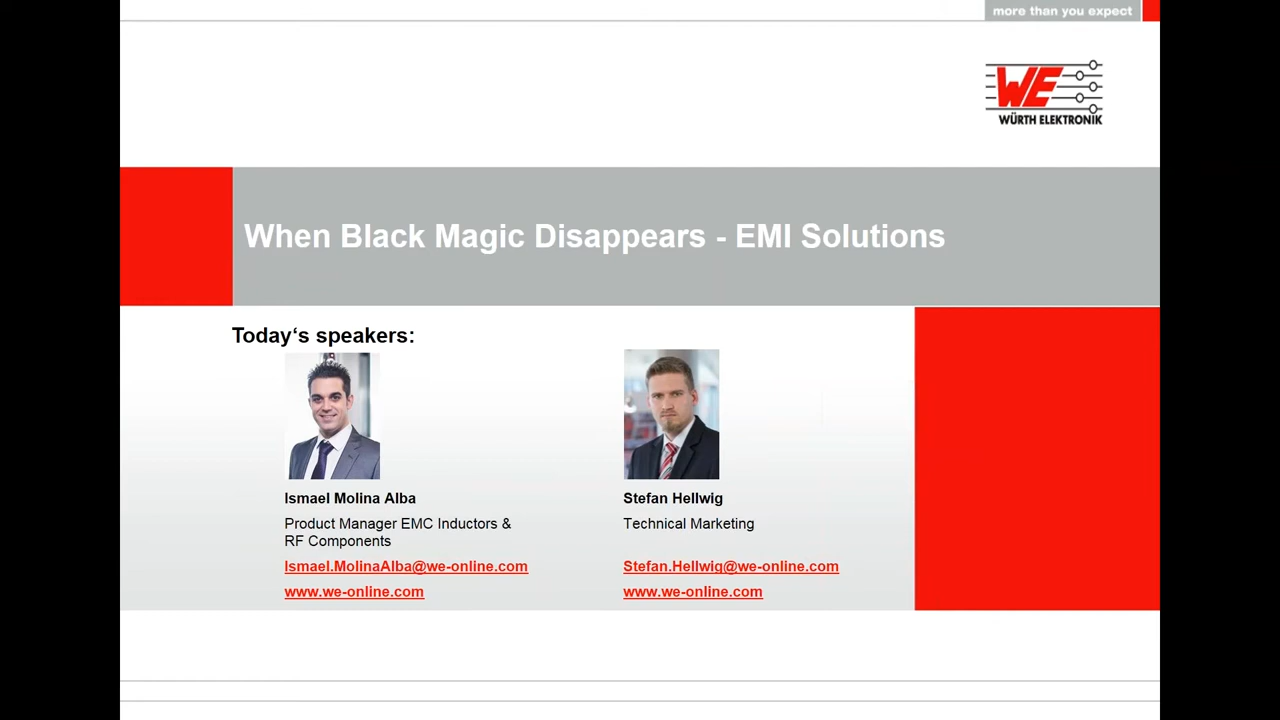 more than you expect
WE
WÜRTH ELEKTRONIK
When Black Magic Disappears - EMI Solutions
Today‘s speakers:
Ismael Molina Alba
Product Manager EMC Inductors &
RF Components
Ismael.MolinaAlba@we-online.com
www.we-online.com
Stefan Hellwig
Technical Marketing
Stefan.Hellwig@we-online.com
www.we-online.com